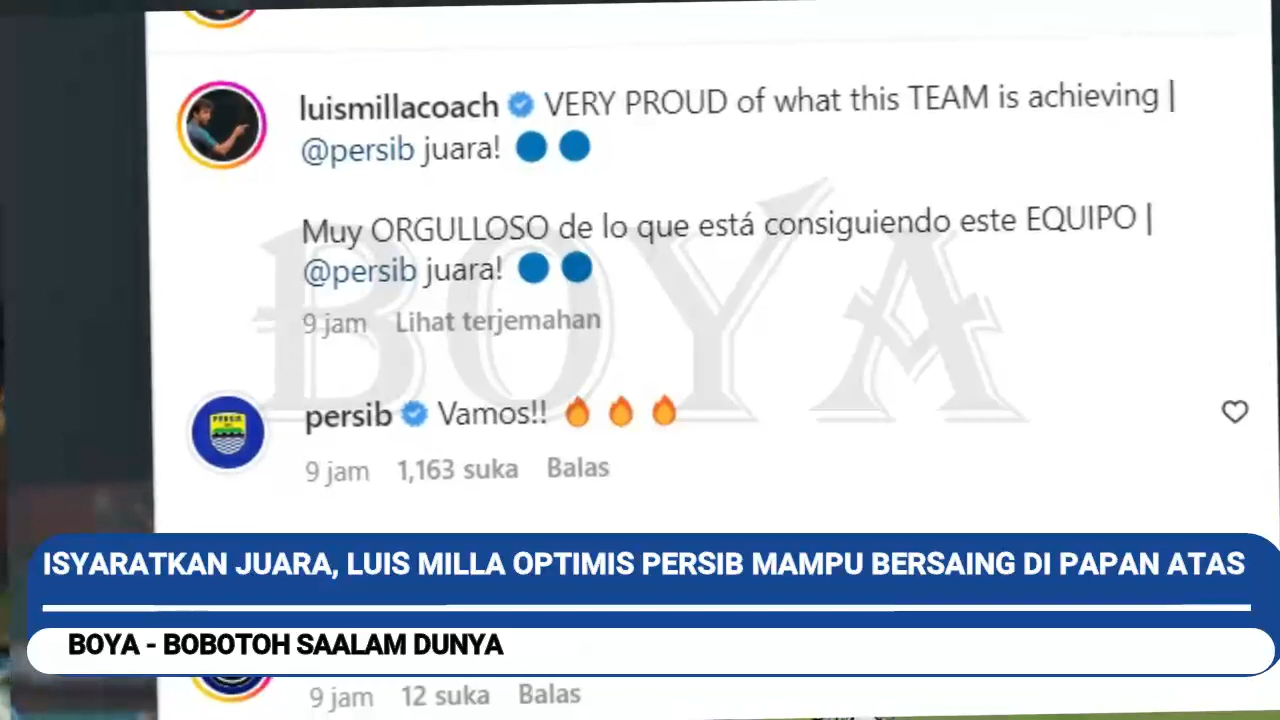 luismillacoach VERY PROUD of what this TEAM is achieving |
@persib juara! 🔵 🔵
Muy ORGULLOSO de lo que está consiguiendo este EQUIPO |
@persib juara! 🔵 🔵
9 jam Lihat terjemahan
BOYA
PERSIB
persib Vamos!! 🔥 🔥 🔥
9 jam 1,163 suka Balas
ISYARATKAN JUARA, LUIS MILLA OPTIMIS PERSIB MAMPU BERSAING DI PAPAN ATAS
BOYA - BOBOTOH SAALAM DUNYA
9 jam 12 suka Balas